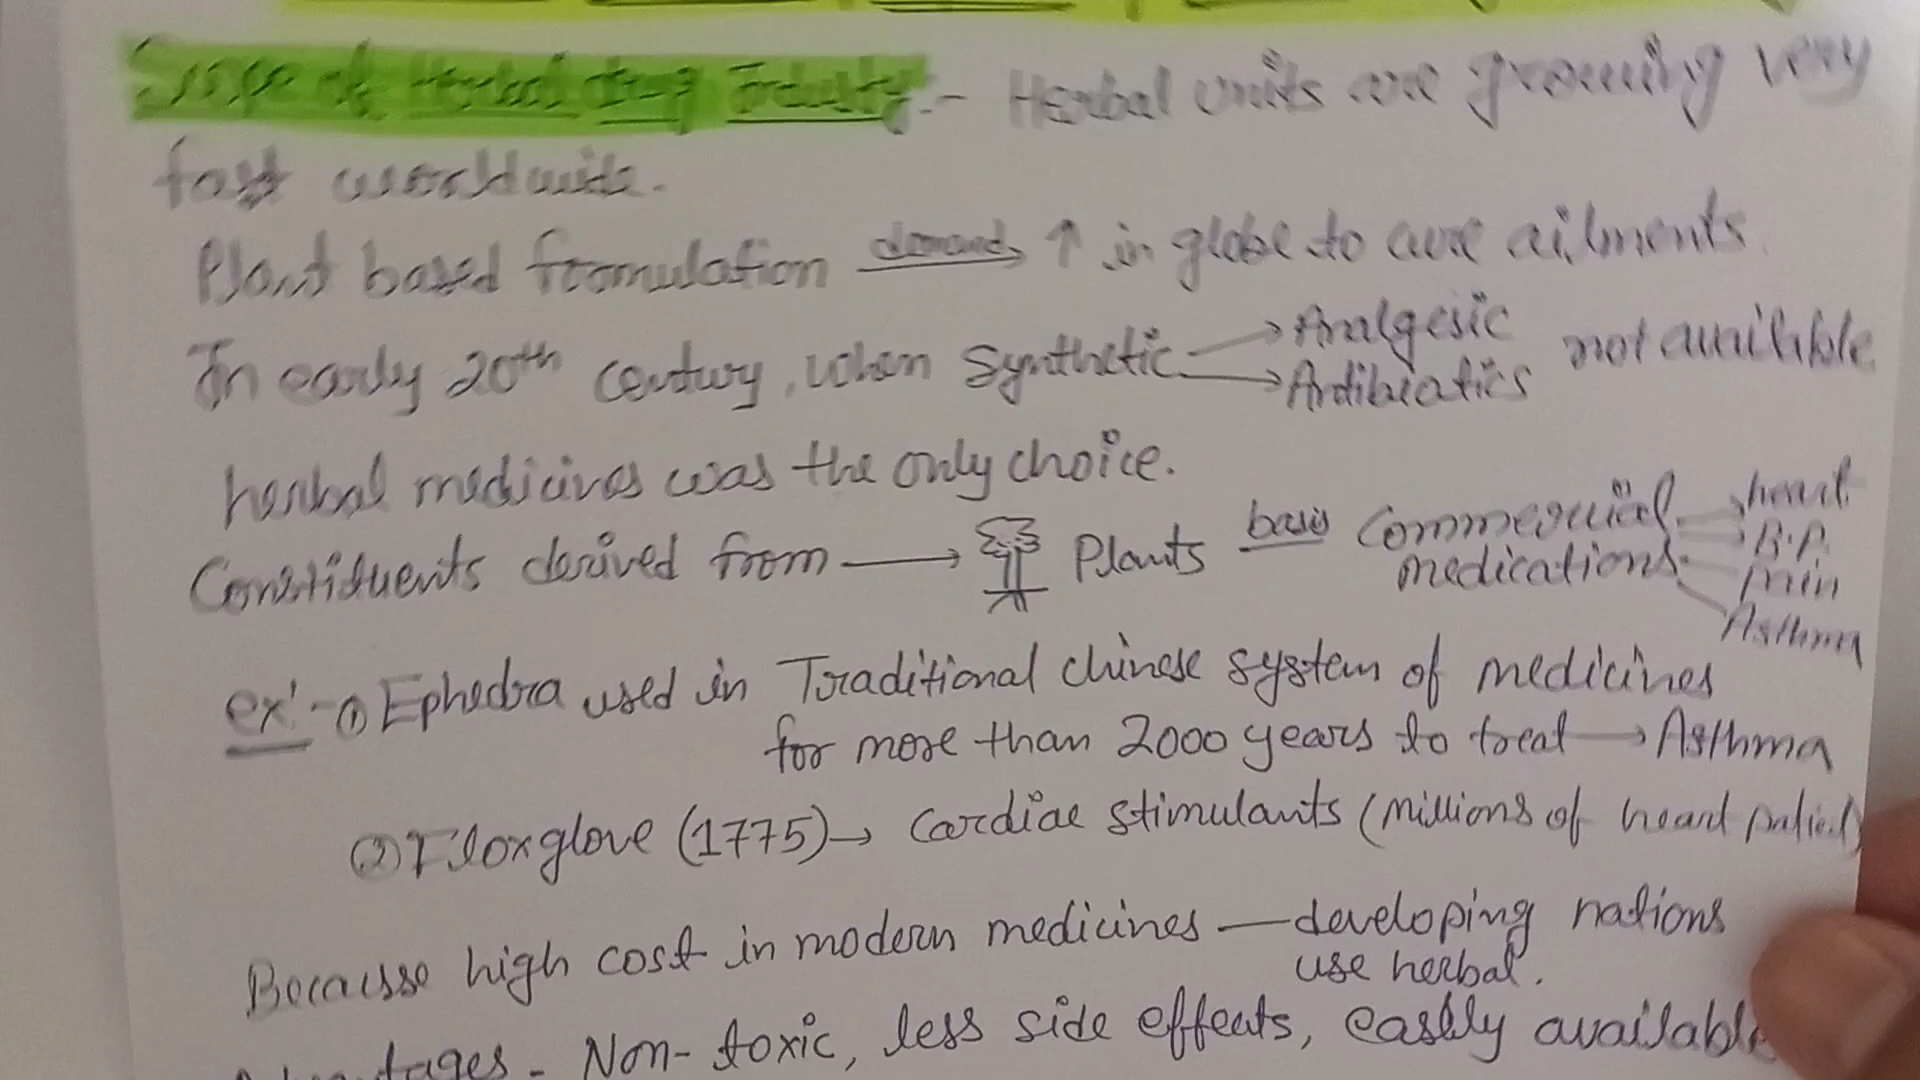 Scope of Herbal drug Industry:- Herbal units are growing very
fast worldwide.
Plant based formulation demand ↑ in globe to cure ailments.
In early 20th century, when Synthetic → Analgesic
→ Antibiotics not available
herbal medicines was the only choice.
Constituents derived from → Plants basis Commercial medications
heart
B.P.
Pain
Asthma
ex:- ① Ephedra used in Traditional chinese system of medicines
for more than 2000 years to treat → Asthma
② Floxglove (1775) → Cardiac stimulants (Millions of heart patient)
Because high cost in modern medicines — developing nations
use herbal.
Advantages - Non-toxic, less side effects, easily available